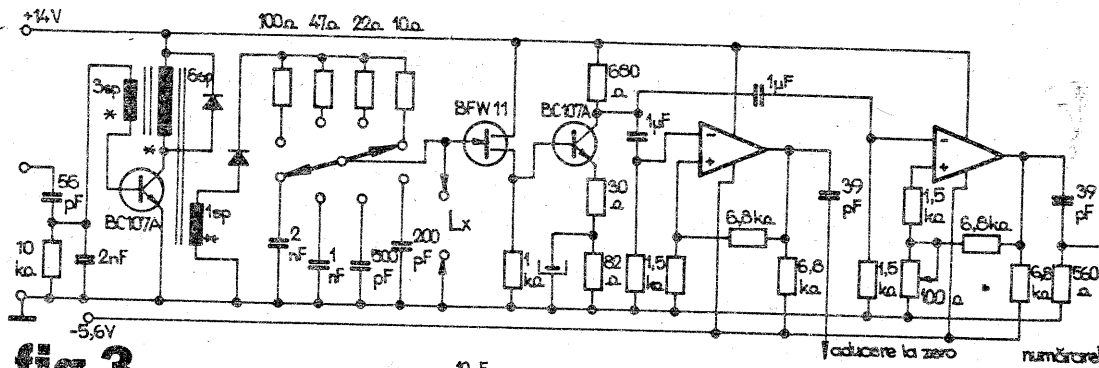 +14V
100Ω 47Ω 22Ω 10Ω
3sp
6sp
*
*
BC107A
56 pF
10 kΩ
2nF
1sp
**
2 nF
1 nF
500 pF
200 pF
BFW 11
Lx
1 kΩ
680 Ω
BC107A
30 Ω
82 Ω
1µF
1,5 kΩ
-
+
6,8kΩ
6,8 kΩ
39 pF
1µF
1,5 kΩ
-
+
1,5 kΩ
100 Ω
6,8kΩ
6,8 kΩ
39 pF
560 Ω
-5,6V
aducere la zero
fig 3